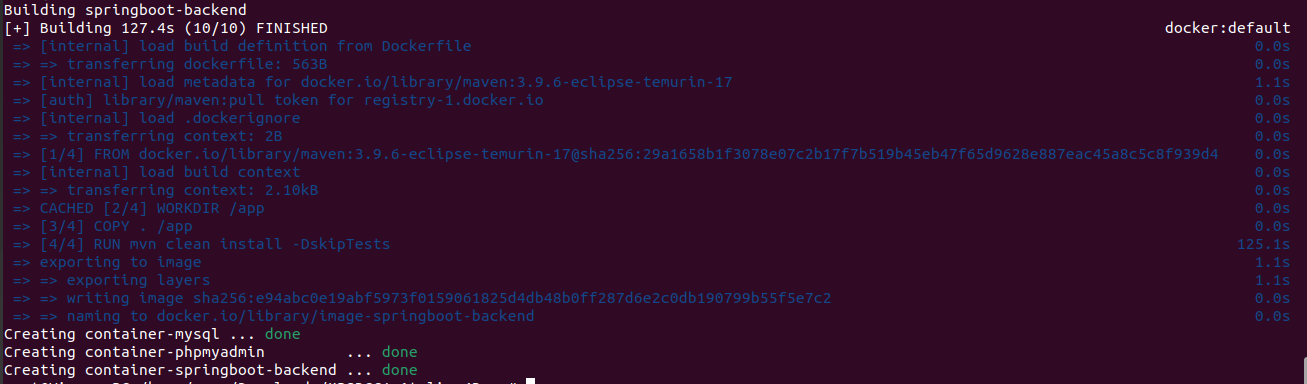 Building springboot-backend
[+] Building 127.4s (10/10) FINISHED docker:default
=> [internal] load build definition from Dockerfile 0.0s
=> => transferring dockerfile: 563B 0.0s
=> [internal] load metadata for docker.io/library/maven:3.9.6-eclipse-temurin-17 1.1s
=> [auth] library/maven:pull token for registry-1.docker.io 0.0s
=> [internal] load .dockerignore 0.0s
=> => transferring context: 2B 0.0s
=> [1/4] FROM docker.io/library/maven:3.9.6-eclipse-temurin-17@sha256:29a1658b1f3078e07c2b17f7b519b45eb47f65d9628e887eac45a8c5c8f939d4 0.0s
=> [internal] load build context 0.0s
=> => transferring context: 2.10kB 0.0s
=> CACHED [2/4] WORKDIR /app 0.0s
=> [3/4] COPY . /app 0.0s
=> [4/4] RUN mvn clean install -DskipTests 125.1s
=> exporting to image 1.1s
=> => exporting layers 1.1s
=> => writing image sha256:e94abc0e19abf5973f0159061825d4db48b0ff287d6e2c0db190799b55f5e7c2 0.0s
=> => naming to docker.io/library/image-springboot-backend 0.0s
Creating container-mysql ... done
Creating container-phpmyadmin ... done
Creating container-springboot-backend ... done